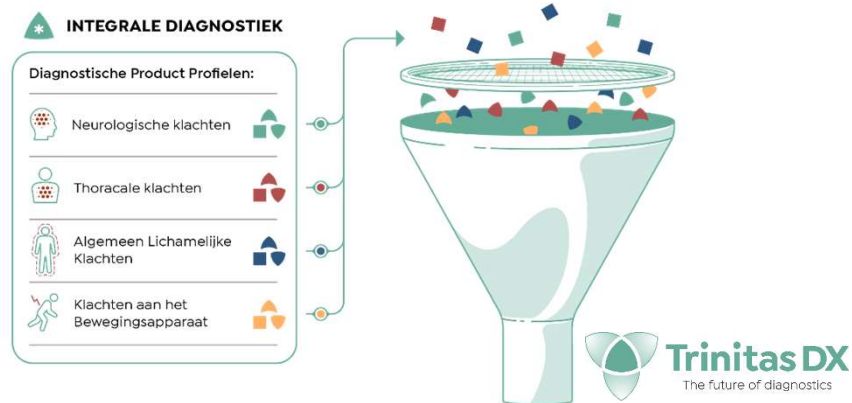 INTEGRALE DIAGNOSTIEK
Diagnostische Product Profielen:
Neurologische klachten
Thoracale klachten
Algemeen Lichamelijke
Klachten
Klachten aan het
Bewegingsapparaat
Trinitas DX
The future of diagnostics